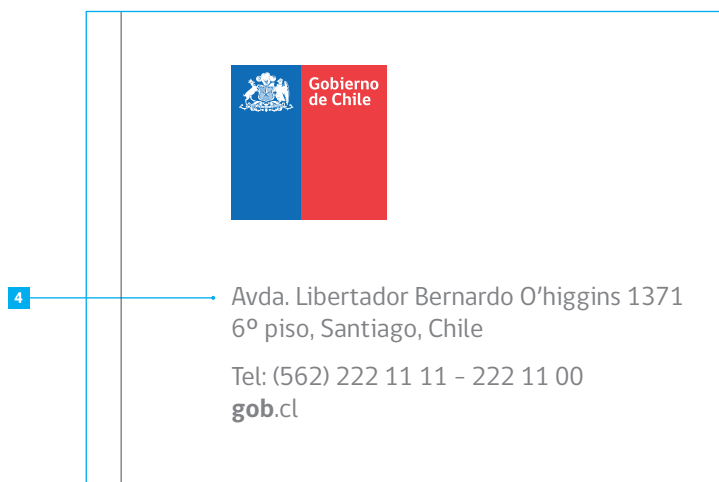 Gobierno
de Chile
4
Avda. Libertador Bernardo O’higgins 1371
6º piso, Santiago, Chile
Tel: (562) 222 11 11 – 222 11 00
gob.cl